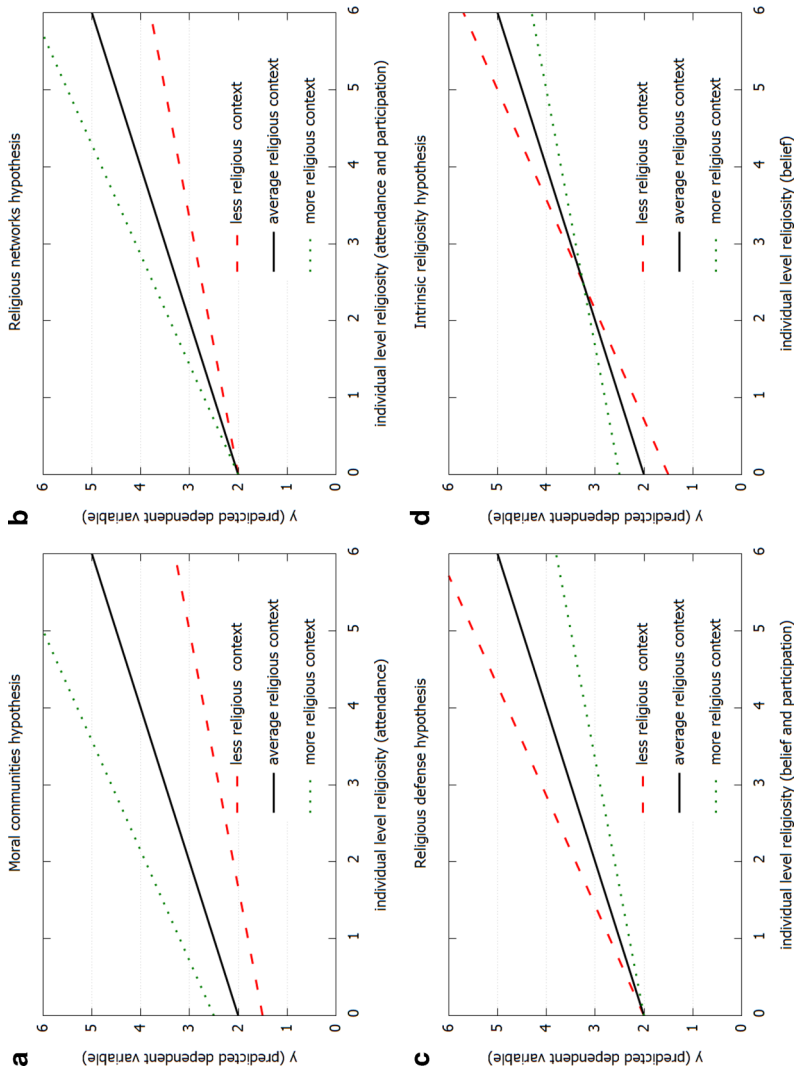 a
Moral communities hypothesis
y (predicted dependent variable)
6
5
4
3
2
1
0
less religious context
average religious context
more religious context
0 1 2 3 4 5 6
individual level religiosity (attendance)
b
Religious networks hypothesis
y (predicted dependent variable)
6
5
4
3
2
1
0
less religious context
average religious context
more religious context
0 1 2 3 4 5 6
individual level religiosity (attendance and participation)
c
Religious defense hypothesis
y (predicted dependent variable)
6
5
4
3
2
1
0
less religious context
average religious context
more religious context
0 1 2 3 4 5 6
individual level religiosity (belief and participation)
d
Intrinsic religiosity hypothesis
y (predicted dependent variable)
6
5
4
3
2
1
0
less religious context
average religious context
more religious context
0 1 2 3 4 5 6
individual level religiosity (belief)